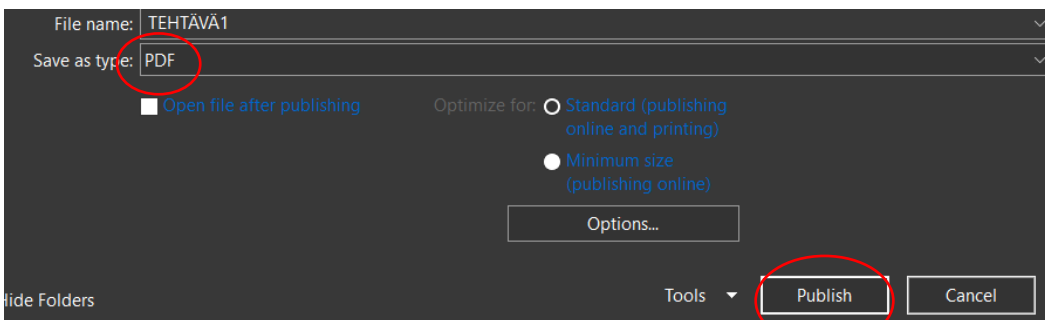 File name: TEHTÄVÄ1
Save as type: PDF
Open file after publishing
Optimize for: Standard (publishing
online and printing)
Minimum size
(publishing online)
Options...
Hide Folders
Tools
Publish
Cancel